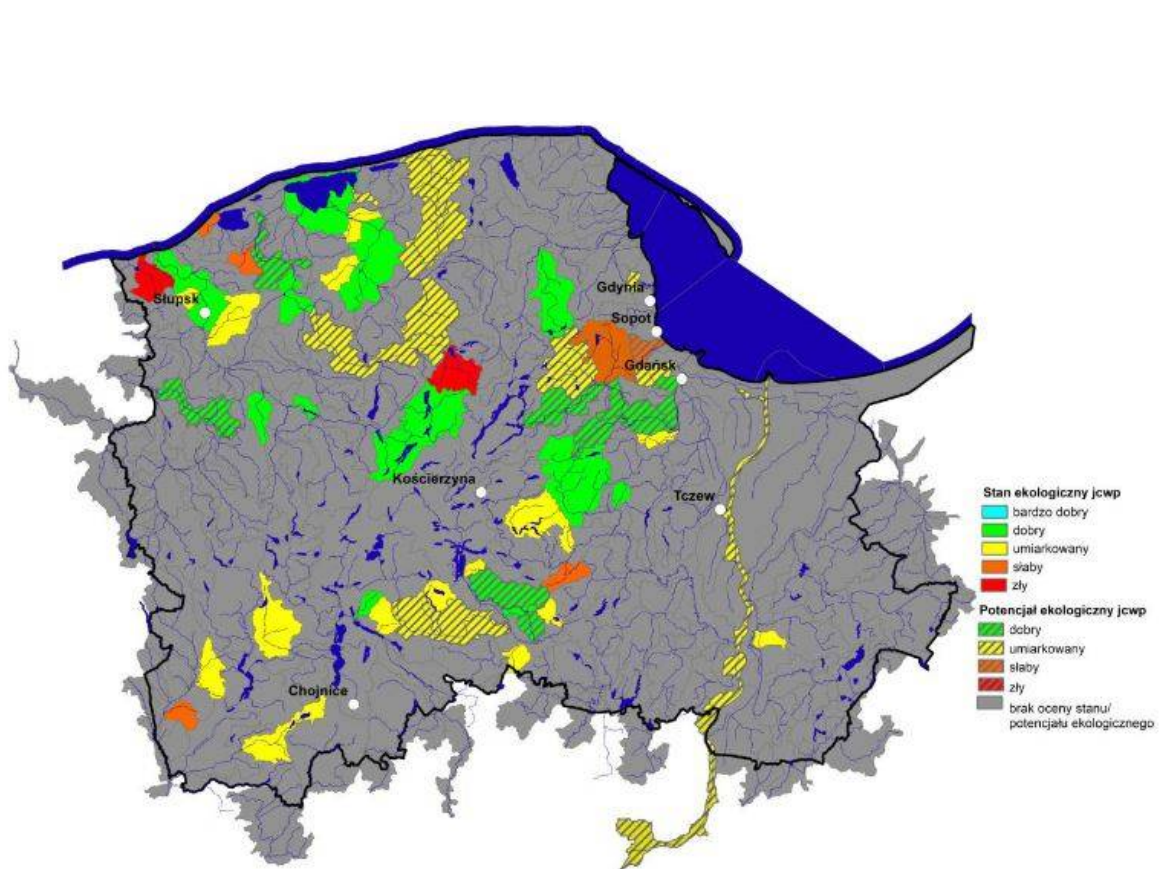 Gdynia
Słupsk
Sopot
Gdańsk
Kościerzyna
Tczew
Chojnice
Stan ekologiczny jcwp
bardzo dobry
dobry
umiarkowany
słaby
zły
Potencjał ekologiczny jcwp
dobry
umiarkowany
słaby
zły
brak oceny stanu/
potencjału ekologicznego